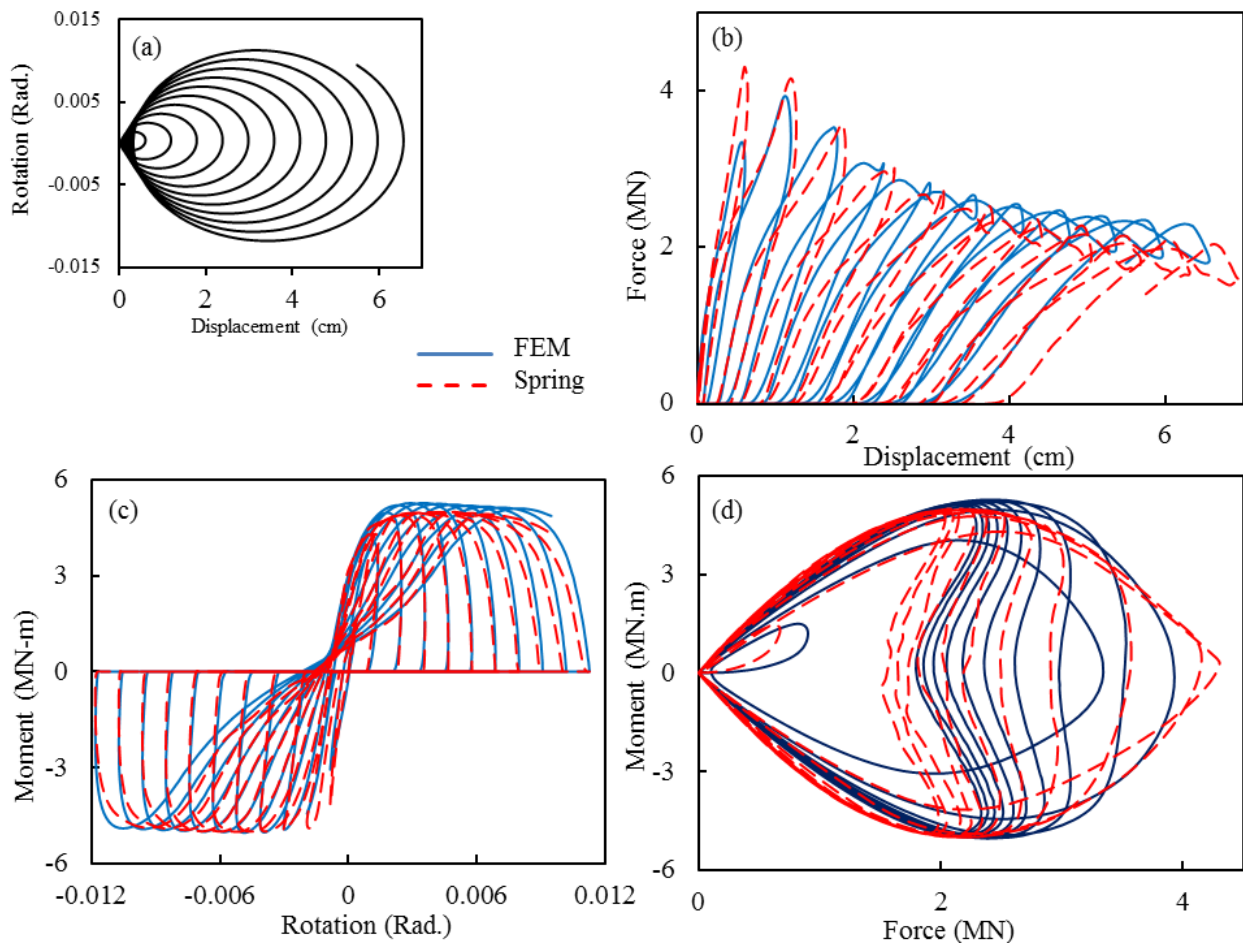 (a)
Rotation (Rad.)
0.015
0.005
-0.005
-0.015
0 2 4 6
Displacement (cm)
(b)
Force (MN)
4
2
0
0 2 4 6
Displacement (cm)
FEM
Spring
(c)
Moment (MN-m)
6
3
0
-3
-6
-0.012 -0.006 0 0.006 0.012
Rotation (Rad.)
(d)
Moment (MN.m)
6
3
0
-3
-6
0 2 4
Force (MN)